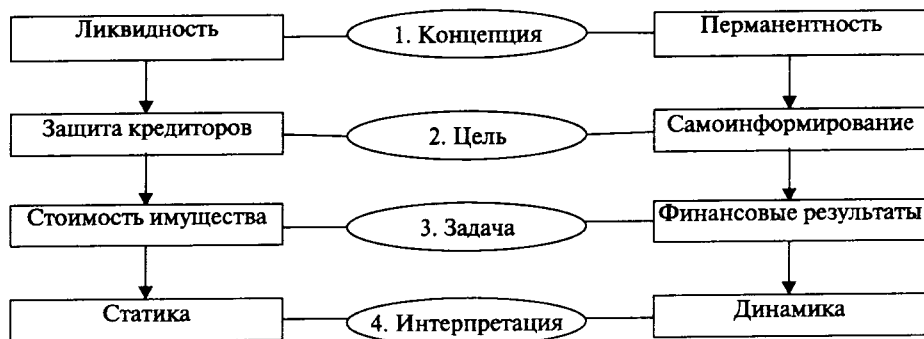 Ликвидность
1. Концепция
Перманентность
Защита кредиторов
2. Цель
Самоинформирование
Стоимость имущества
3. Задача
Финансовые результаты
Статика
4. Интерпретация
Динамика